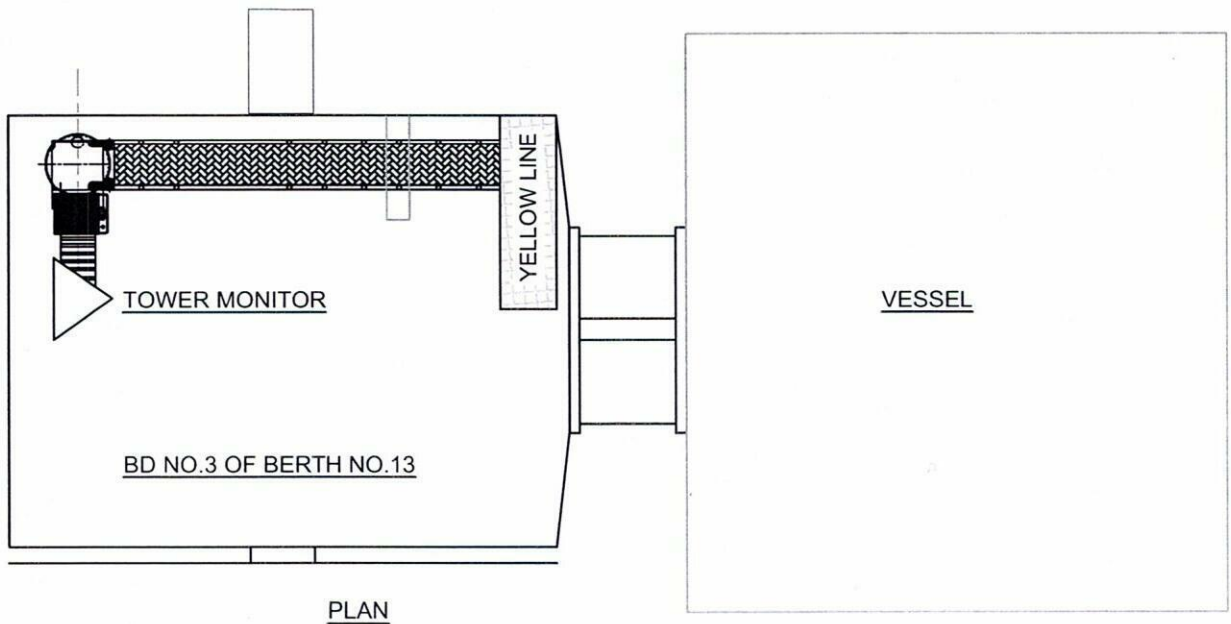 YELLOW LINE
TOWER MONITOR
VESSEL
BD NO.3 OF BERTH NO.13
PLAN